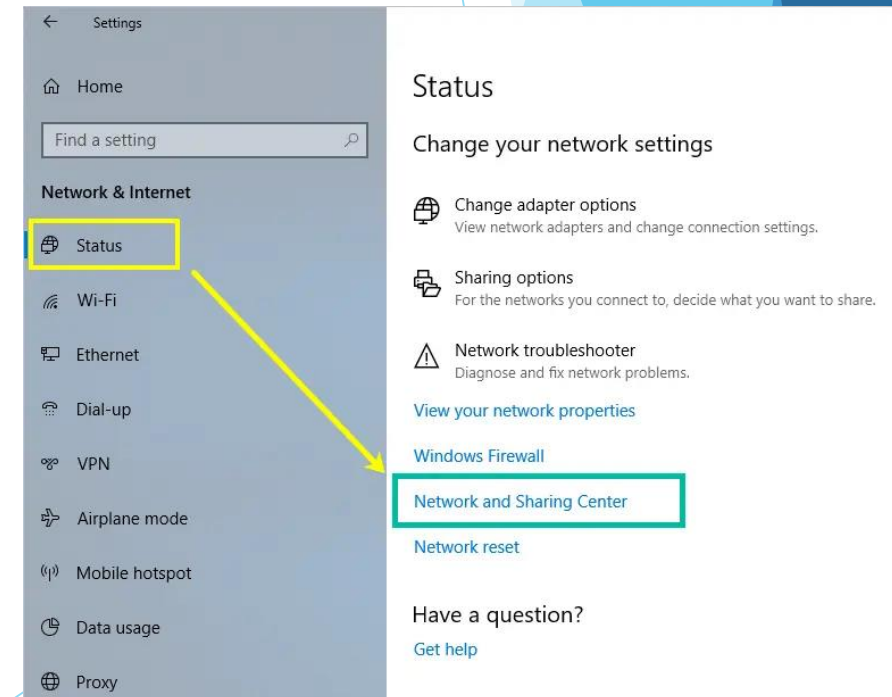 Settings
Home
Find a setting
Network & Internet
Status
Wi-Fi
Ethernet
Dial-up
VPN
Airplane mode
Mobile hotspot
Data usage
Proxy
Status
Change your network settings
Change adapter options
View network adapters and change connection settings.
Sharing options
For the networks you connect to, decide what you want to share.
Network troubleshooter
Diagnose and fix network problems.
View your network properties
Windows Firewall
Network and Sharing Center
Network reset
Have a question?
Get help